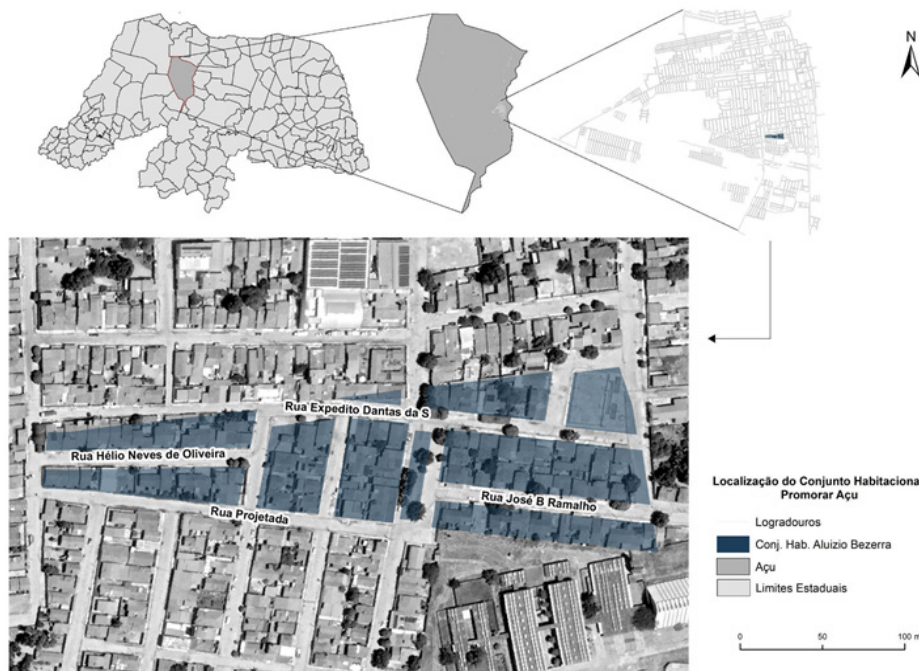 N
Rua Expedito Dantas da S
Rua Hélio Neves de Oliveira
Rua José B Ramalho
Rua Projetada
Localização do Conjunto Habitaciona
Promorar Açu
Logradouros
Conj. Hab. Aluizio Bezerra
Açu
Limites Estaduais
0 50 100 m